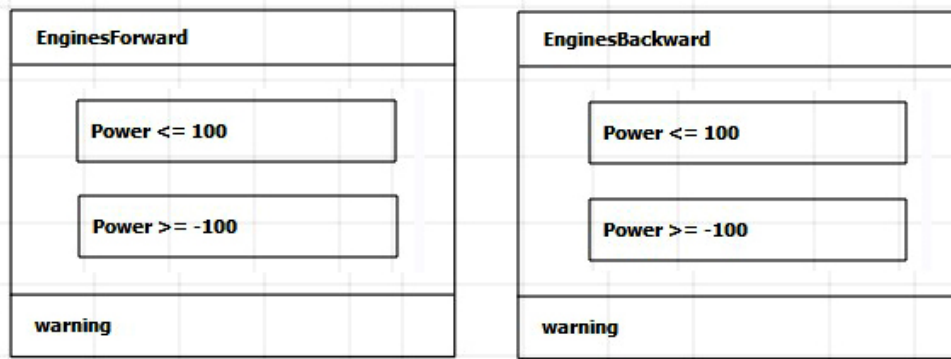 EnginesForward
Power <= 100
Power >= -100
warning
EnginesBackward
Power <= 100
Power >= -100
warning